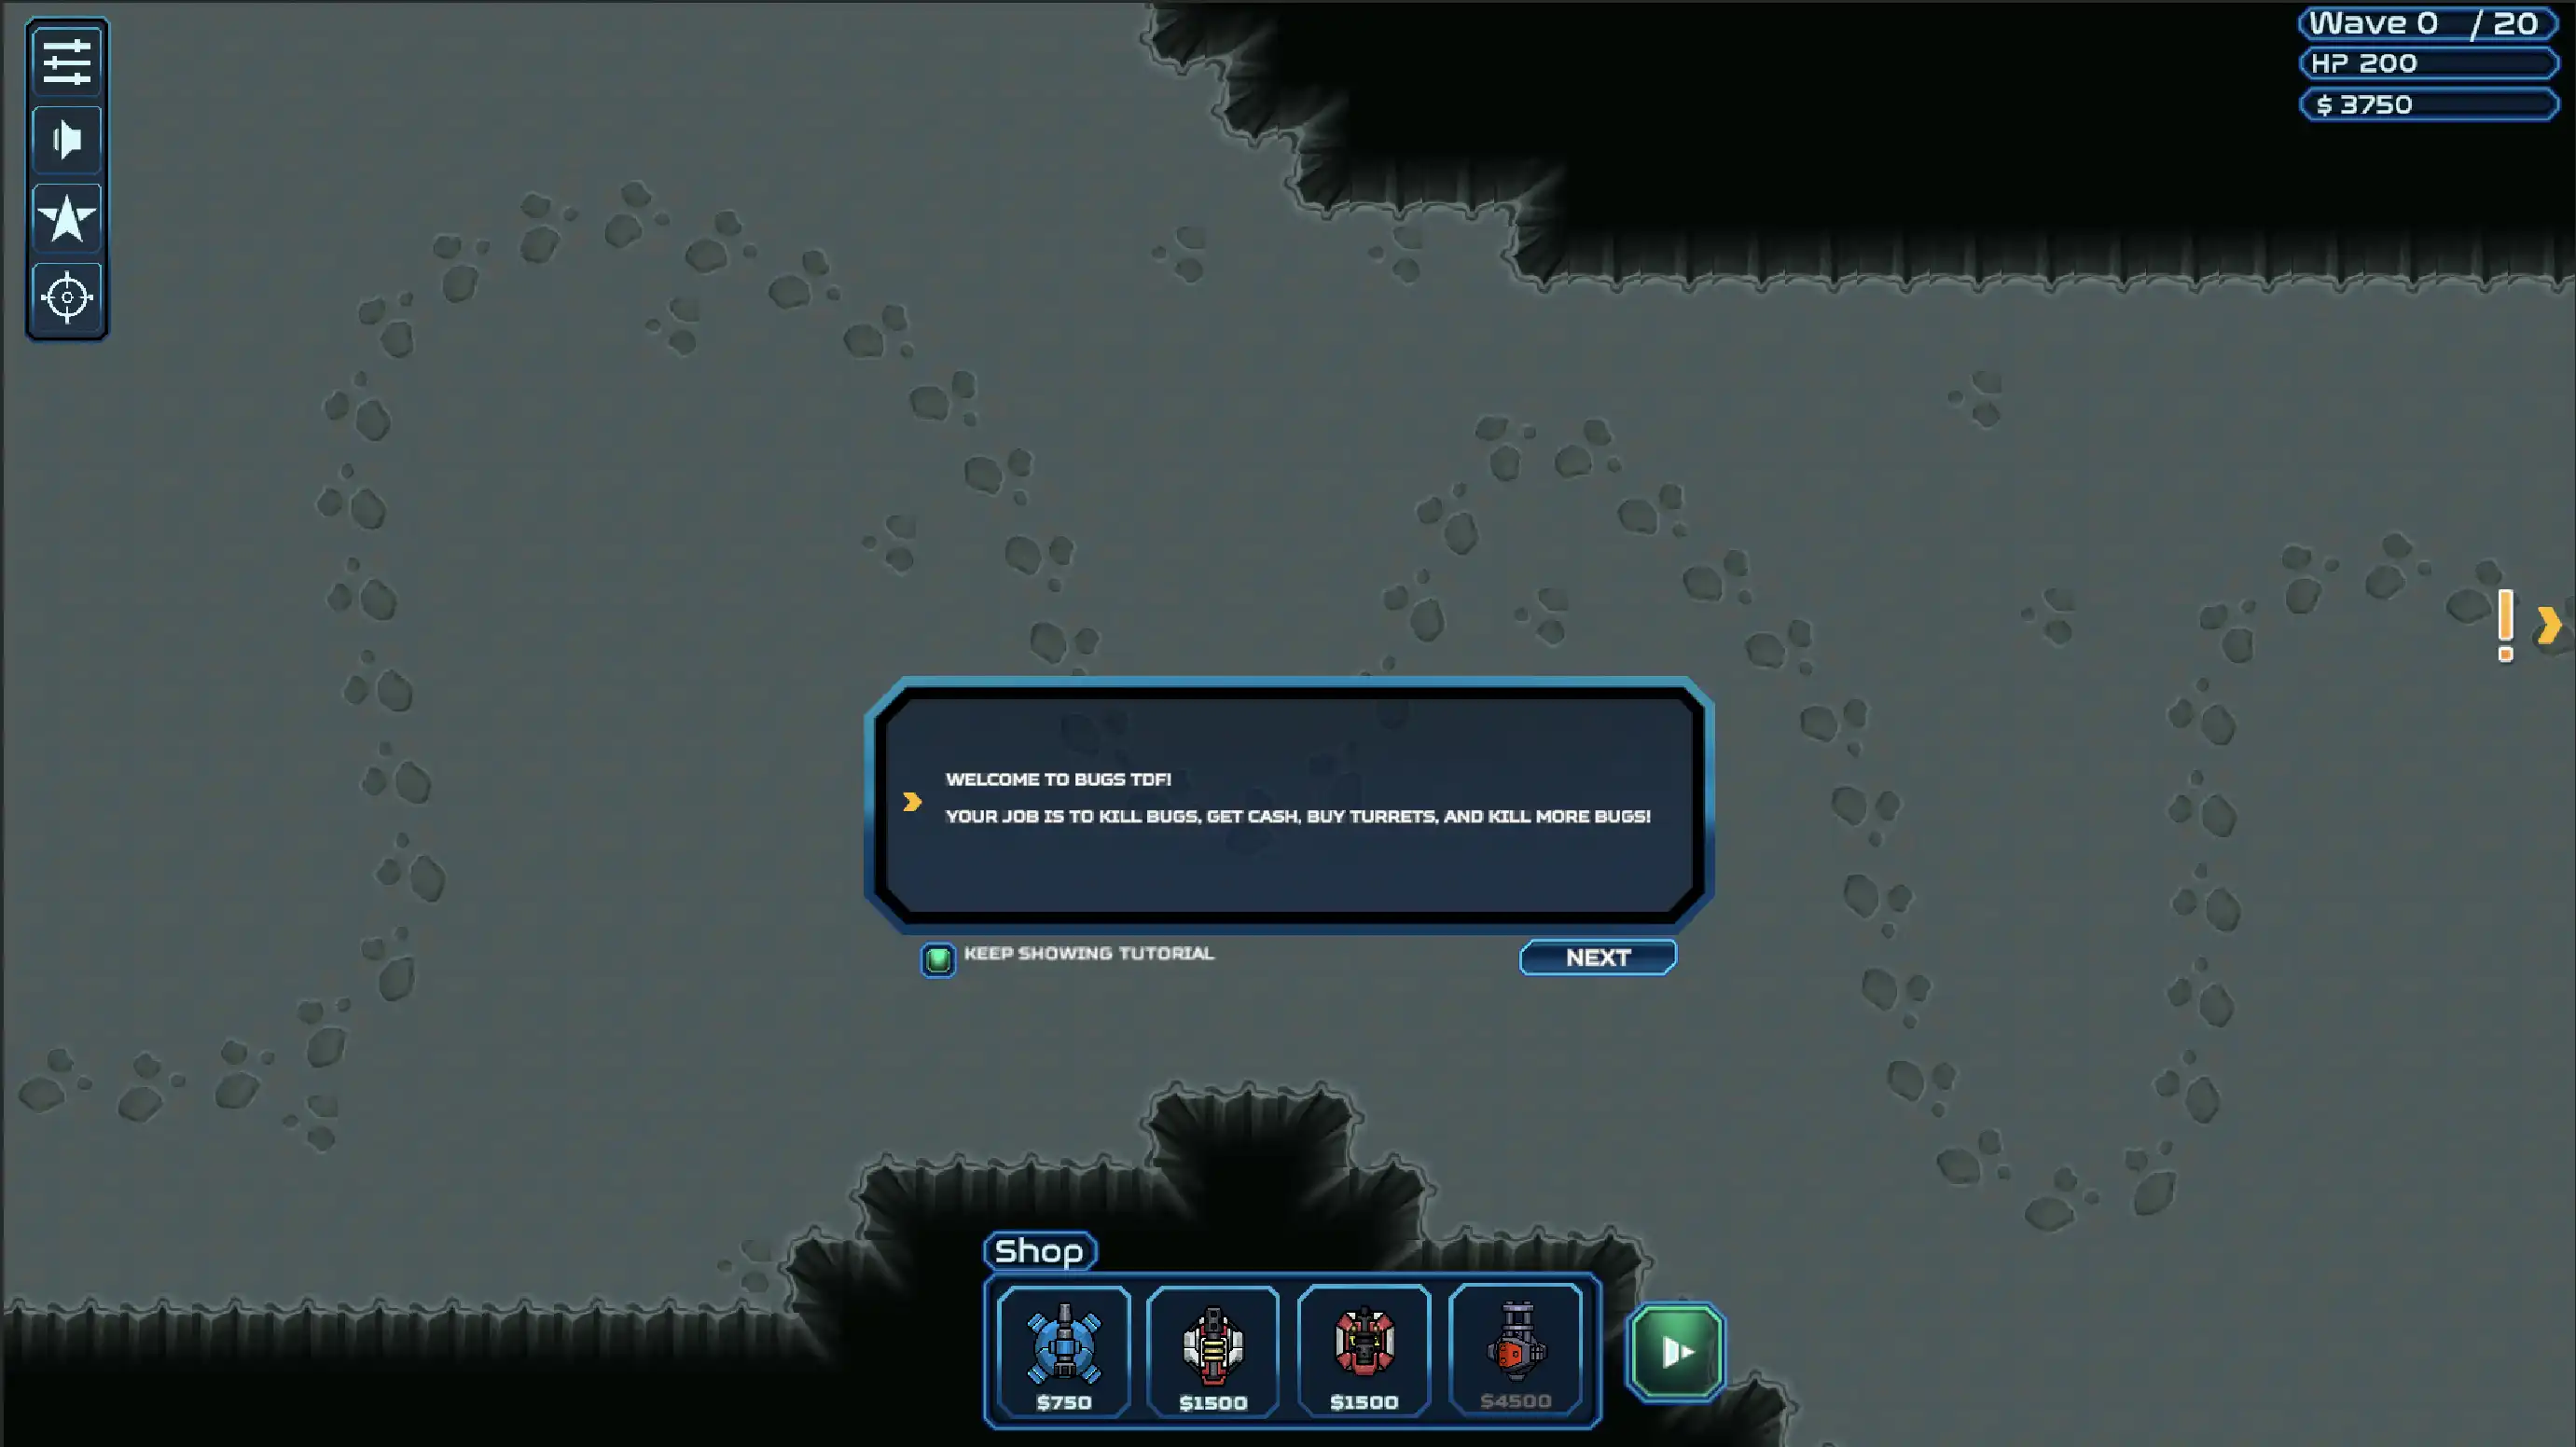 Wave 0 / 20
HP 200
$ 3750
WELCOME TO BUGS TDF!
YOUR JOB IS TO KILL BUGS, GET CASH, BUY TURRETS, AND KILL MORE BUGS!
KEEP SHOWING TUTORIAL
NEXT
Shop
$750
$1500
$1500
$4500